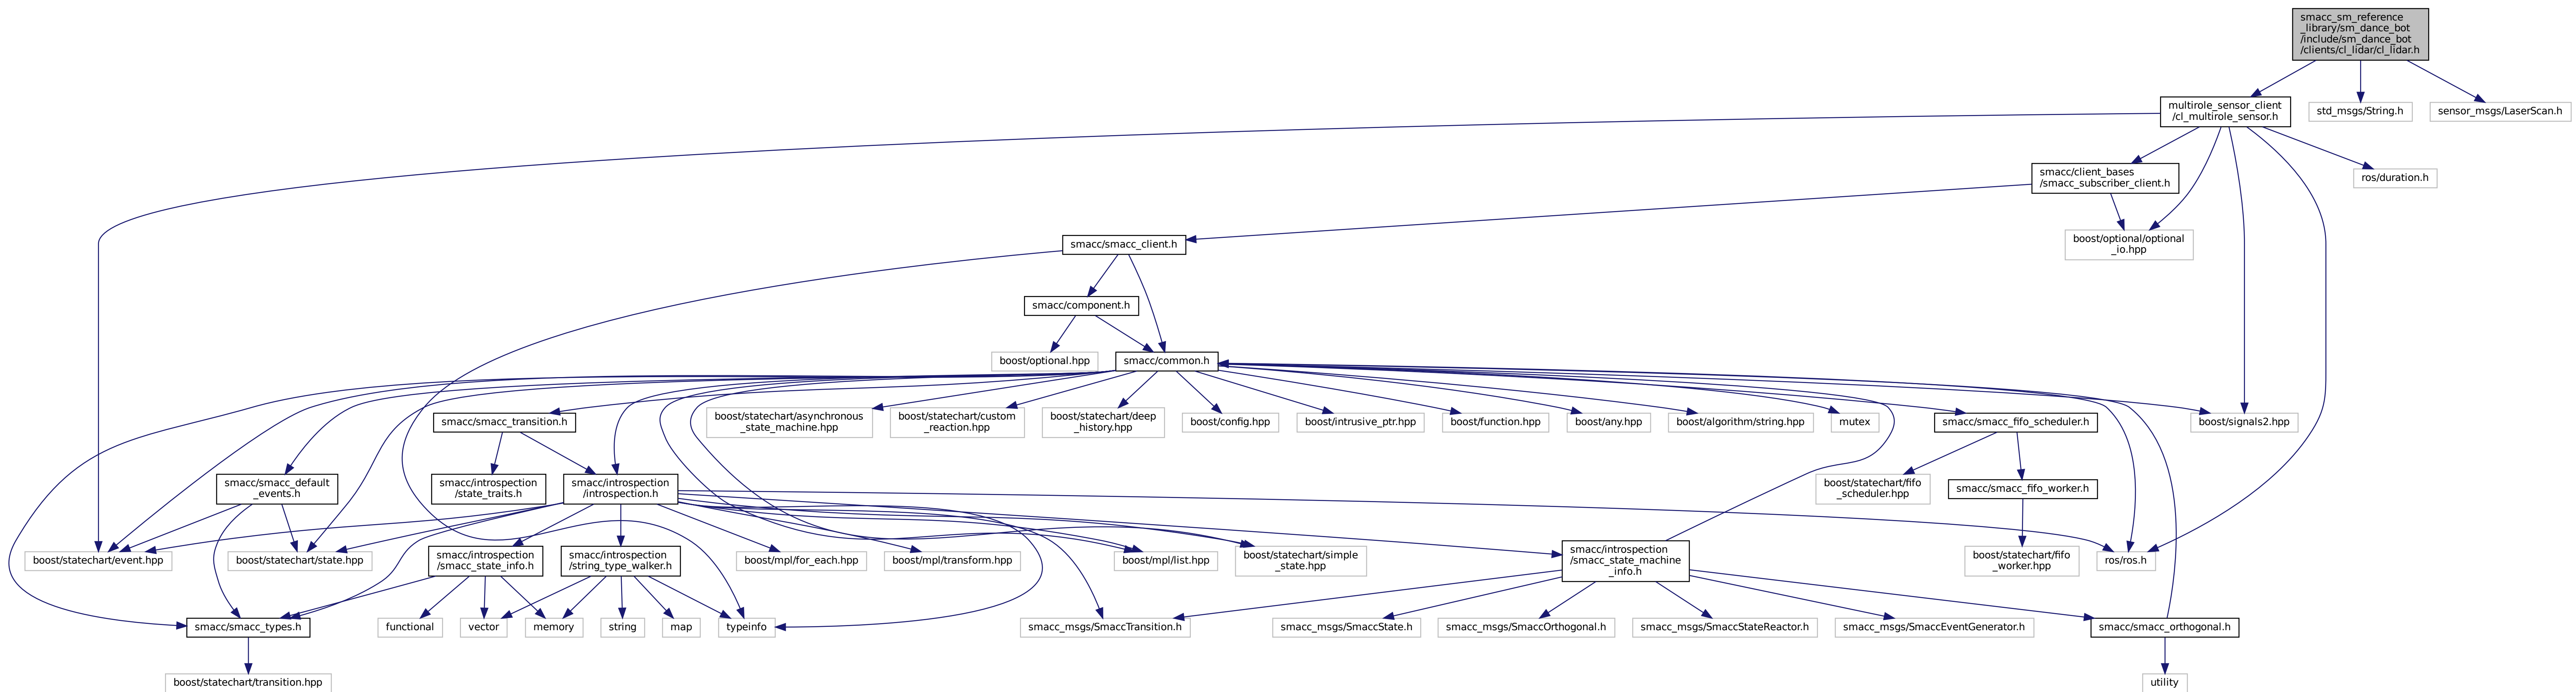 smacc_sm_reference
_library/sm_dance_bot
/include/sm_dance_bot
/clients/cl_lidar/cl_lidar.h
multirole_sensor_client
/cl_multirole_sensor.h
std_msgs/String.h
sensor_msgs/LaserScan.h
smacc/client_bases
/smacc_subscriber_client.h
ros/duration.h
smacc/smacc_client.h
boost/optional/optional
_io.hpp
smacc/component.h
boost/optional.hpp
smacc/common.h
smacc/smacc_transition.h
boost/statechart/asynchronous
_state_machine.hpp
boost/statechart/custom
_reaction.hpp
boost/statechart/deep
_history.hpp
boost/config.hpp
boost/intrusive_ptr.hpp
boost/function.hpp
boost/any.hpp
boost/algorithm/string.hpp
mutex
smacc/smacc_fifo_scheduler.h
boost/signals2.hpp
smacc/smacc_default
_events.h
smacc/introspection
/state_traits.h
smacc/introspection
/introspection.h
boost/statechart/fifo
_scheduler.hpp
smacc/smacc_fifo_worker.h
boost/statechart/event.hpp
boost/statechart/state.hpp
smacc/introspection
/smacc_state_info.h
smacc/introspection
/string_type_walker.h
boost/mpl/for_each.hpp
boost/mpl/transform.hpp
boost/mpl/list.hpp
boost/statechart/simple
_state.hpp
smacc/introspection
/smacc_state_machine
_info.h
boost/statechart/fifo
_worker.hpp
ros/ros.h
smacc/smacc_types.h
functional
vector
memory
string
map
typeinfo
smacc_msgs/SmaccTransition.h
smacc_msgs/SmaccState.h
smacc_msgs/SmaccOrthogonal.h
smacc_msgs/SmaccStateReactor.h
smacc_msgs/SmaccEventGenerator.h
smacc/smacc_orthogonal.h
boost/statechart/transition.hpp
utility